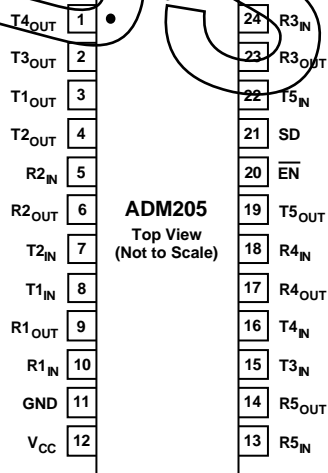 T4OUT 1 24 R3IN
T3OUT 2 23 R3OUT
T1OUT 3 22 T5IN
T2OUT 4 21 SD
R2IN 5 20 E̅N̅
R2OUT 6 ADM205 19 T5OUT
Top View
T2IN 7 (Not to Scale) 18 R4IN
T1IN 8 17 R4OUT
R1OUT 9 16 T4IN
R1IN 10 15 T3IN
GND 11 14 R5OUT
VCC 12 13 R5IN